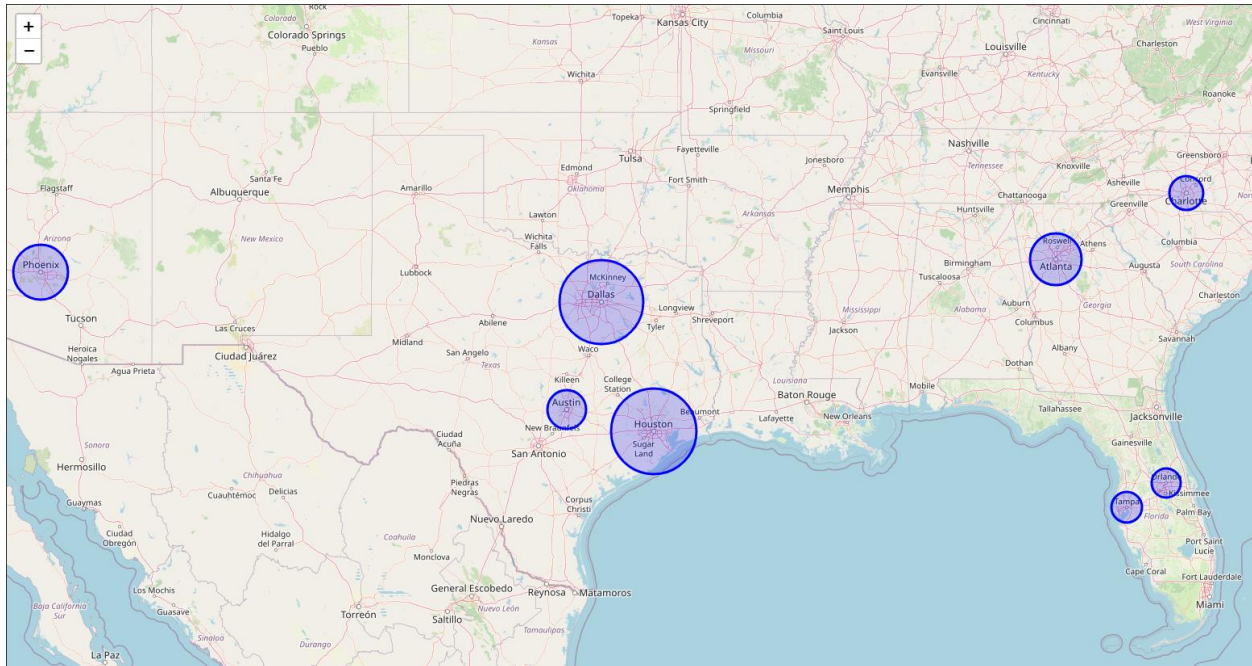 +
−
Colorado
Rock
Colorado Springs
Pueblo
Topeka
Kansas City
Columbia
Kansas
Missouri
Saint Louis
Cincinnati
Louisville
Evansville
Kentucky
Charleston
West Virginia
Roanoke
Wichita
Springfield
Nashville
Tennessee
Knoxville
Greensboro
Flagstaff
Santa Fe
Albuquerque
New Mexico
Amarillo
Edmond
Oklahoma
Tulsa
Fayetteville
Fort Smith
Jonesboro
Memphis
Arkansas
Chattanooga
Huntsville
Asheville
Greenville
Charlotte
Arizona
Phoenix
Tucson
Heroica
Nogales
Agua Prieta
Las Cruces
Ciudad Juárez
Lubbock
Lawton
Wichita
Falls
McKinney
Dallas
Abilene
Midland
San Angelo
Texas
Waco
Longview
Tyler
Shreveport
Mississippi
Jackson
Birmingham
Tuscaloosa
Alabama
Auburn
Columbus
Roswell
Atlanta
Athens
Georgia
Augusta
Columbia
South Carolina
Charleston
Savannah
Albany
Dothan
Killeen
Austin
New Braunfels
San Antonio
College
Station
Houston
Sugar
Land
Beaumont
Louisiana
Lafayette
Baton Rouge
New Orleans
Mobile
Tallahassee
Jacksonville
Gainesville
Orlando
Kissimmee
Tampa
Florida
Palm Bay
Port Saint
Lucie
Cape Coral
Fort Lauderdale
Miami
Sonora
Hermosillo
Guaymas
Ciudad
Obregón
Chihuahua
Cuauhtémoc
Delicias
Hidalgo
del Parral
Ciudad
Acuña
Piedras
Negras
Nuevo Laredo
Corpus
Christi
Coahuila
Monclova
General Escobedo
Reynosa
Matamoros
Nuevo León
Saltillo
Tamaulipas
Torreón
Durango
Los Mochis
Guasave
Sinaloa
Baja California
Sur
La Paz